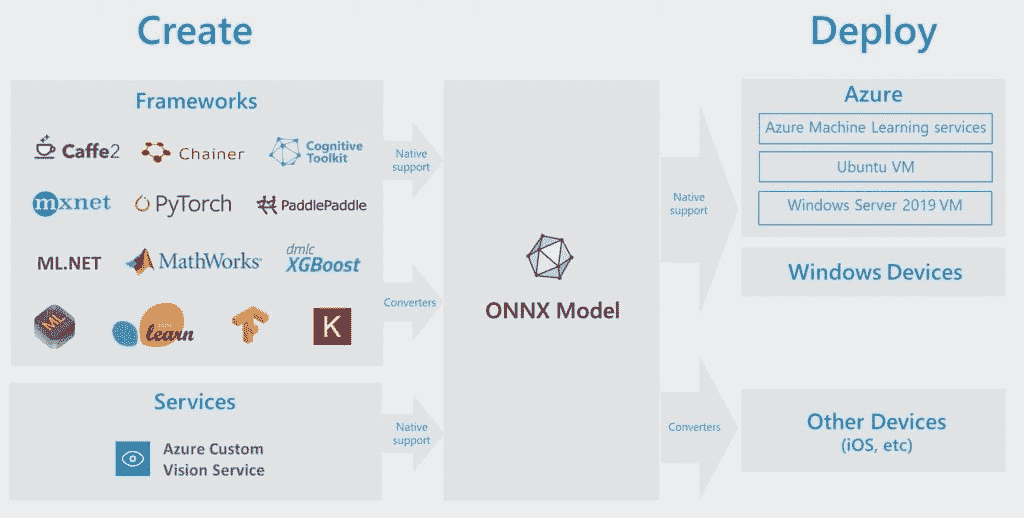 Create
Deploy
Frameworks
Caffe2
Chainer
Cognitive
Toolkit
mxnet
PyTorch
PaddlePaddle
ML.NET
MathWorks
dmlc
XGBoost
ML
learn
K
Services
Azure Custom
Vision Service
Native
support
Converters
Native
support
ONNX Model
Native
support
Converters
Azure
Azure Machine Learning services
Ubuntu VM
Windows Server 2019 VM
Windows Devices
Other Devices
(iOS, etc)